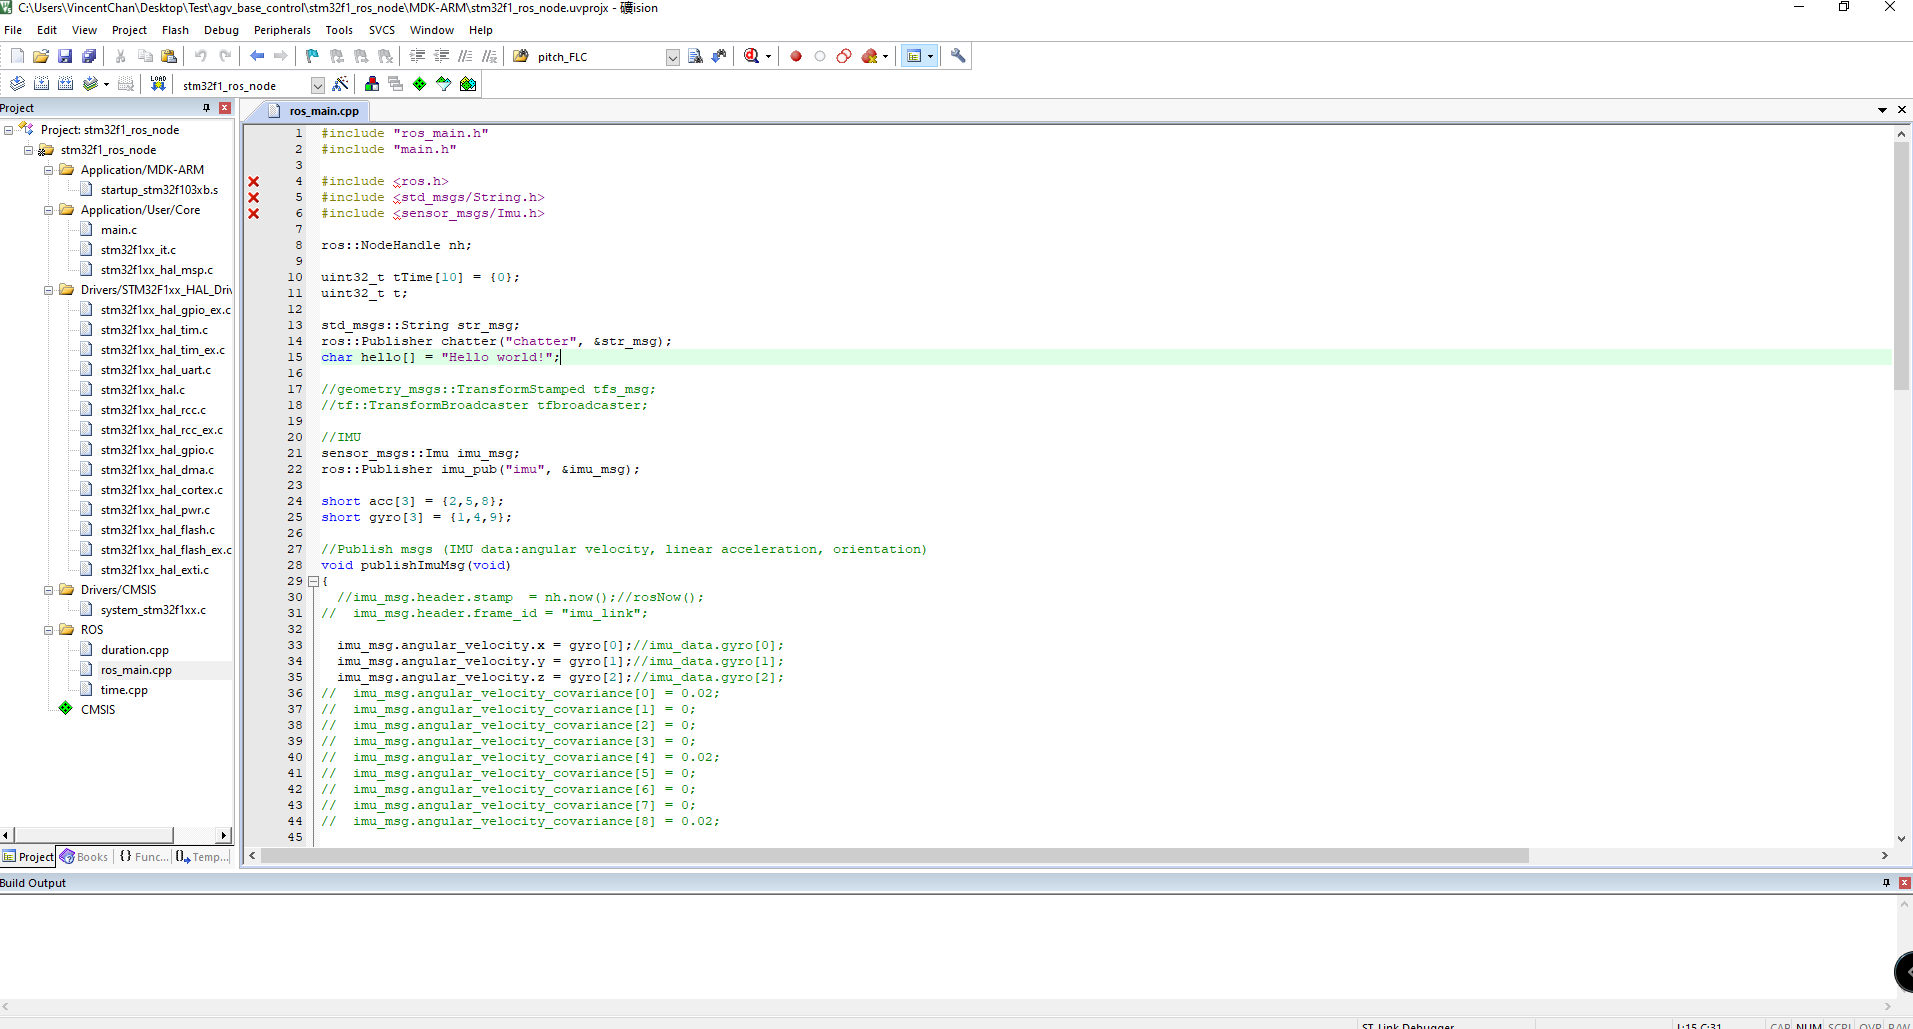 C:\Users\VincentChan\Desktop\Test\agv_base_control\stm32f1_ros_node\MDK-ARM\stm32f1_ros_node.uvprojx - 礦ision
File Edit View Project Flash Debug Peripherals Tools SVCS Window Help
pitch_FLC
LOAD stm32f1_ros_node
Project
Project: stm32f1_ros_node
stm32f1_ros_node
Application/MDK-ARM
startup_stm32f103xb.s
Application/User/Core
main.c
stm32f1xx_it.c
stm32f1xx_hal_msp.c
Drivers/STM32F1xx_HAL_Driv
stm32f1xx_hal_gpio_ex.c
stm32f1xx_hal_tim.c
stm32f1xx_hal_tim_ex.c
stm32f1xx_hal_uart.c
stm32f1xx_hal.c
stm32f1xx_hal_rcc.c
stm32f1xx_hal_rcc_ex.c
stm32f1xx_hal_gpio.c
stm32f1xx_hal_dma.c
stm32f1xx_hal_cortex.c
stm32f1xx_hal_pwr.c
stm32f1xx_hal_flash.c
stm32f1xx_hal_flash_ex.c
stm32f1xx_hal_exti.c
Drivers/CMSIS
system_stm32f1xx.c
ROS
duration.cpp
ros_main.cpp
time.cpp
CMSIS
Project Books {} Func... Temp...
ros_main.cpp
1 #include "ros_main.h"
2 #include "main.h"
3
4 #include <ros.h>
5 #include <std_msgs/String.h>
6 #include <sensor_msgs/Imu.h>
7
8 ros::NodeHandle nh;
9
10 uint32_t tTime[10] = {0};
11 uint32_t t;
12
13 std_msgs::String str_msg;
14 ros::Publisher chatter("chatter", &str_msg);
15 char hello[] = "Hello world!";
16
17 //geometry_msgs::TransformStamped tfs_msg;
18 //tf::TransformBroadcaster tfbroadcaster;
19
20 //IMU
21 sensor_msgs::Imu imu_msg;
22 ros::Publisher imu_pub("imu", &imu_msg);
23
24 short acc[3] = {2,5,8};
25 short gyro[3] = {1,4,9};
26
27 //Publish msgs (IMU data:angular velocity, linear acceleration, orientation)
28 void publishImuMsg(void)
29 {
30 //imu_msg.header.stamp  = nh.now();//rosNow();
31 //  imu_msg.header.frame_id = "imu_link";
32
33 imu_msg.angular_velocity.x = gyro[0];//imu_data.gyro[0];
34 imu_msg.angular_velocity.y = gyro[1];//imu_data.gyro[1];
35 imu_msg.angular_velocity.z = gyro[2];//imu_data.gyro[2];
36 //  imu_msg.angular_velocity_covariance[0] = 0.02;
37 //  imu_msg.angular_velocity_covariance[1] = 0;
38 //  imu_msg.angular_velocity_covariance[2] = 0;
39 //  imu_msg.angular_velocity_covariance[3] = 0;
40 //  imu_msg.angular_velocity_covariance[4] = 0.02;
41 //  imu_msg.angular_velocity_covariance[5] = 0;
42 //  imu_msg.angular_velocity_covariance[6] = 0;
43 //  imu_msg.angular_velocity_covariance[7] = 0;
44 //  imu_msg.angular_velocity_covariance[8] = 0.02;
45
Build Output
ST-Link Debugger L:15 C:31 CAP NUM SCRL OVR R/W